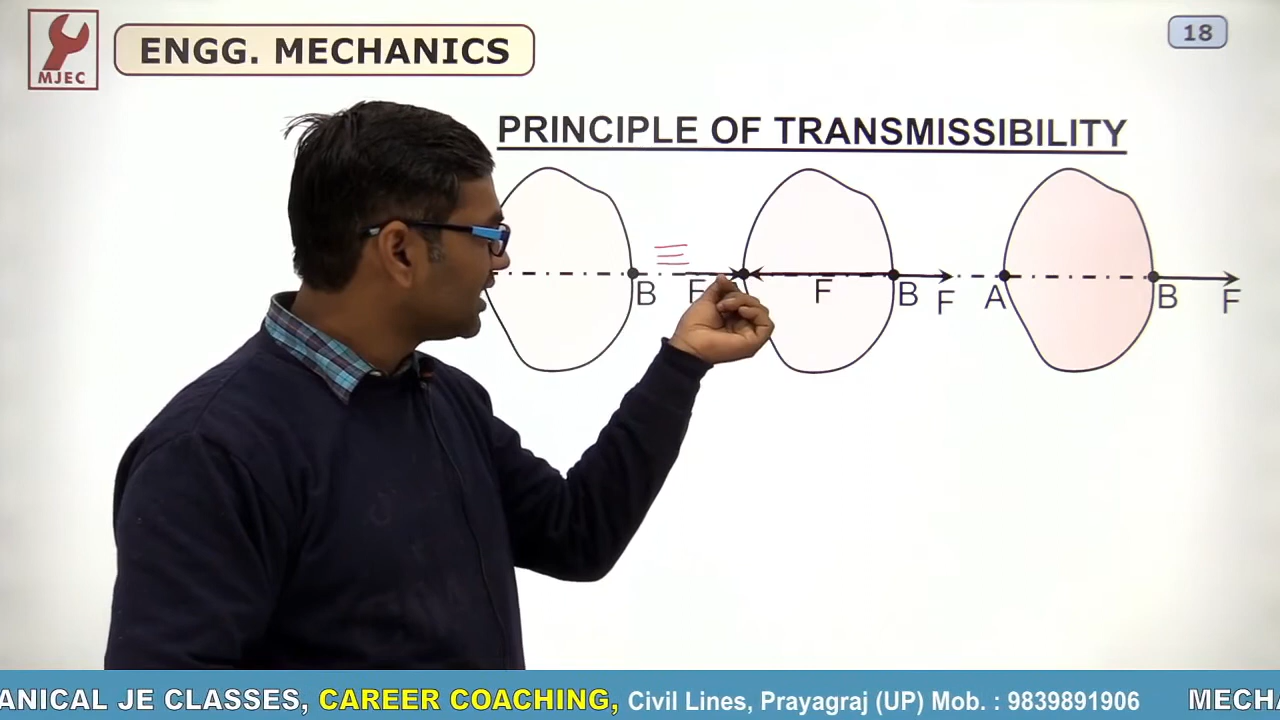 MJEC
ENGG. MECHANICS
18
PRINCIPLE OF TRANSMISSIBILITY
≡
B F F B F A B F
ANICAL JE CLASSES, CAREER COACHING, Civil Lines, Prayagraj (UP) Mob. : 9839891906 MECHA